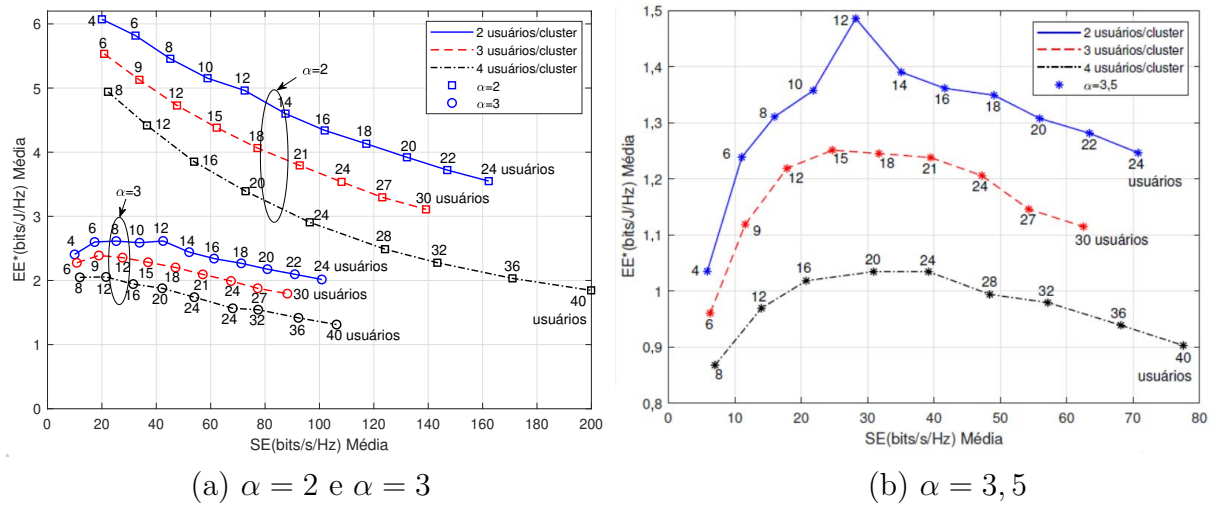 EE*(bits/J/Hz) Média
6
5
4
3
2
1
0
0 20 40 60 80 100 120 140 160 180 200
SE(bits/s/Hz) Média
2 usuários/cluster
3 usuários/cluster
4 usuários/cluster
α=2
α=3
α=2
4 6 8 10 12 14 16 18 20 22 24 usuários
6 9 12 15 18 21 24 27 30 usuários
8 12 16 20 24 28 32 36 40 usuários
α=3
4 6 8 10 12 14 16 18 20 22 24 usuários
6 9 12 15 18 21 24 27 30 usuários
8 12 16 20 24 24 32 36 40 usuários
(a) α = 2 e α = 3
EE*(bits/J/Hz) Média
1,5
1,4
1,3
1,2
1,1
1
0,9
0,8
0 10 20 30 40 50 60 70 80
SE(bits/s/Hz) Média
2 usuários/cluster
3 usuários/cluster
4 usuários/cluster
α=3,5
4 6 8 10 12 14 16 18 20 22 24 usuários
6 9 12 15 18 21 24 27 30 usuários
8 12 16 20 24 28 32 36 40 usuários
(b) α = 3, 5